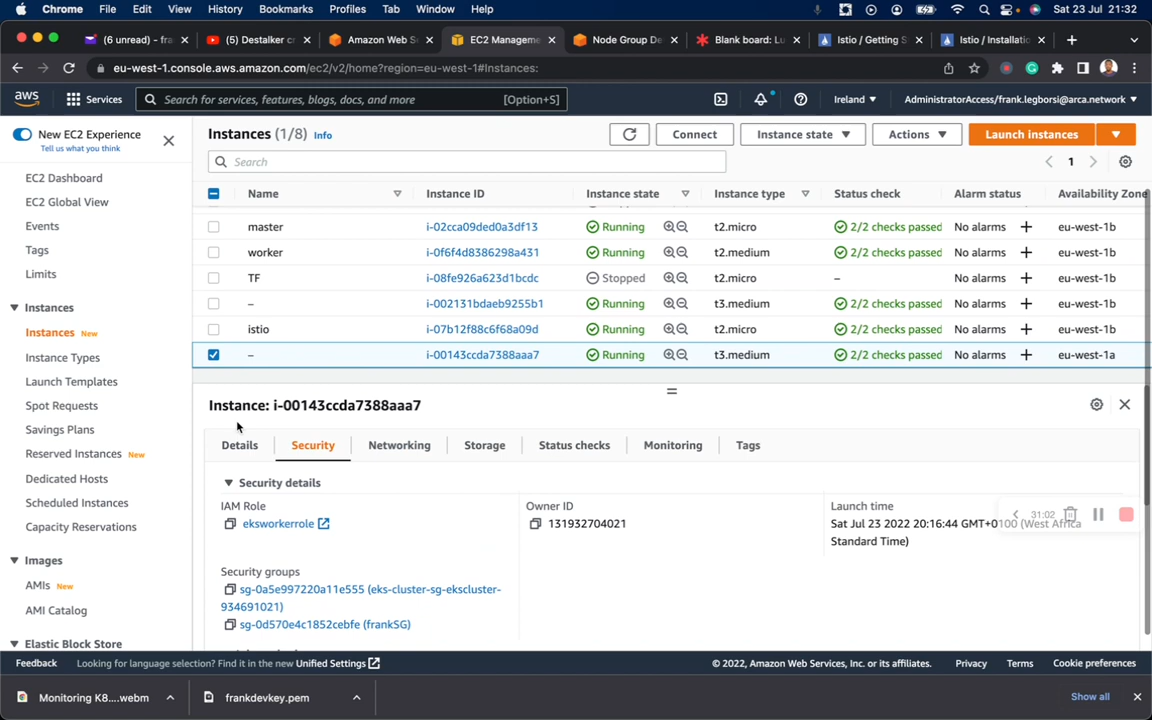 Chrome File Edit View History Bookmarks Profiles Tab Window Help Sat 23 Jul 21:32
(6 unread) - fra (5) Destalker cr Amazon Web S EC2 Manageme Node Group De Blank board: Lu Istio / Getting S Istio / Installatio
eu-west-1.console.aws.amazon.com/ec2/v2/home?region=eu-west-1#Instances:
aws Services Search for services, features, blogs, docs, and more [Option+S] Ireland AdministratorAccess/frank.legborsi@arca.network
New EC2 Experience
Tell us what you think
EC2 Dashboard
EC2 Global View
Events
Tags
Limits
Instances
Instances New
Instance Types
Launch Templates
Spot Requests
Savings Plans
Reserved Instances New
Dedicated Hosts
Scheduled Instances
Capacity Reservations
Images
AMIs New
AMI Catalog
Elastic Block Store
Instances (1/8) Info Connect Instance state Actions Launch instances
Search 1
Name Instance ID Instance state Instance type Status check Alarm status Availability Zone
master i-02cca09ded0a3df13 Running t2.micro 2/2 checks passed No alarms + eu-west-1b
worker i-0f6f4d8386298a431 Running t2.medium 2/2 checks passed No alarms + eu-west-1b
TF i-08fe926a623d1bcdc Stopped t2.micro – No alarms + eu-west-1b
– i-002131bdaeb9255b1 Running t3.medium 2/2 checks passed No alarms + eu-west-1b
istio i-07b12f88c6f68a09d Running t2.micro 2/2 checks passed No alarms + eu-west-1b
– i-00143ccda7388aaa7 Running t3.medium 2/2 checks passed No alarms + eu-west-1a
Instance: i-00143ccda7388aaa7
Details Security Networking Storage Status checks Monitoring Tags
Security details
IAM Role Owner ID Launch time
eksworkerrole 131932704021 Sat Jul 23 2022 20:16:44 GMT+0100 (West Africa
Standard Time)
31:02
Security groups
sg-0a5e997220a11e555 (eks-cluster-sg-ekscluster-
934691021)
sg-0d570e4c1852cebfe (frankSG)
Feedback Looking for language selection? Find it in the new Unified Settings © 2022, Amazon Web Services, Inc. or its affiliates. Privacy Terms Cookie preferences
Monitoring K8....webm frankdevkey.pem Show all